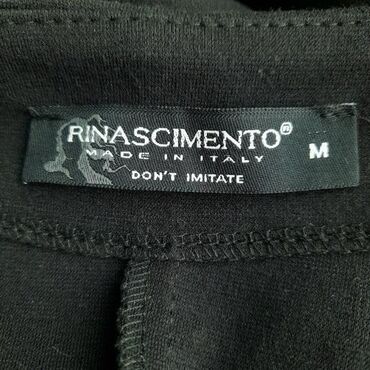 RINASCIMENTO® M
MADE IN ITALY
DON'T IMITATE